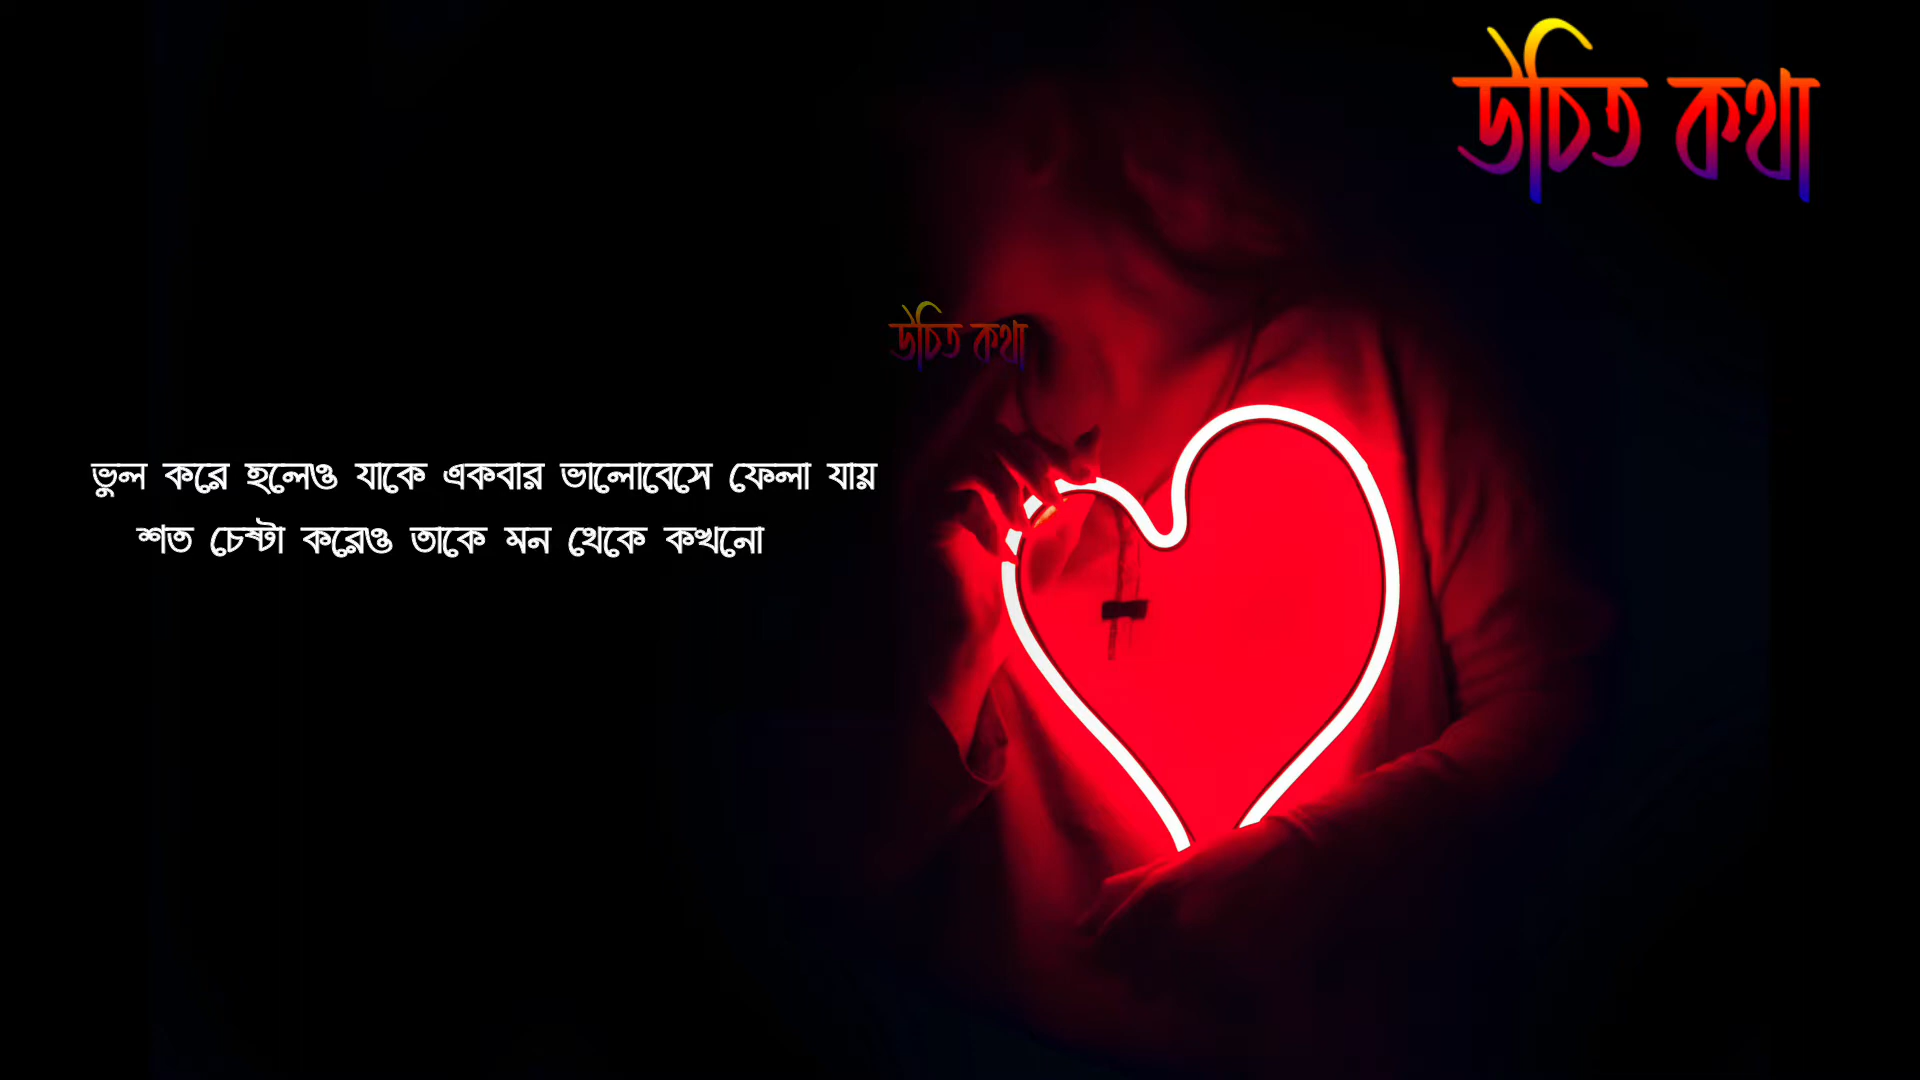 উচিত কথা
উচিত কথা
ভুল করে হলেও যাকে একবার ভালোবেসে ফেলা যায়
শত চেষ্টা করেও তাকে মন থেকে কখনো